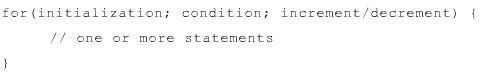 for(initialization; condition; increment/decrement) {
// one or more statements
}